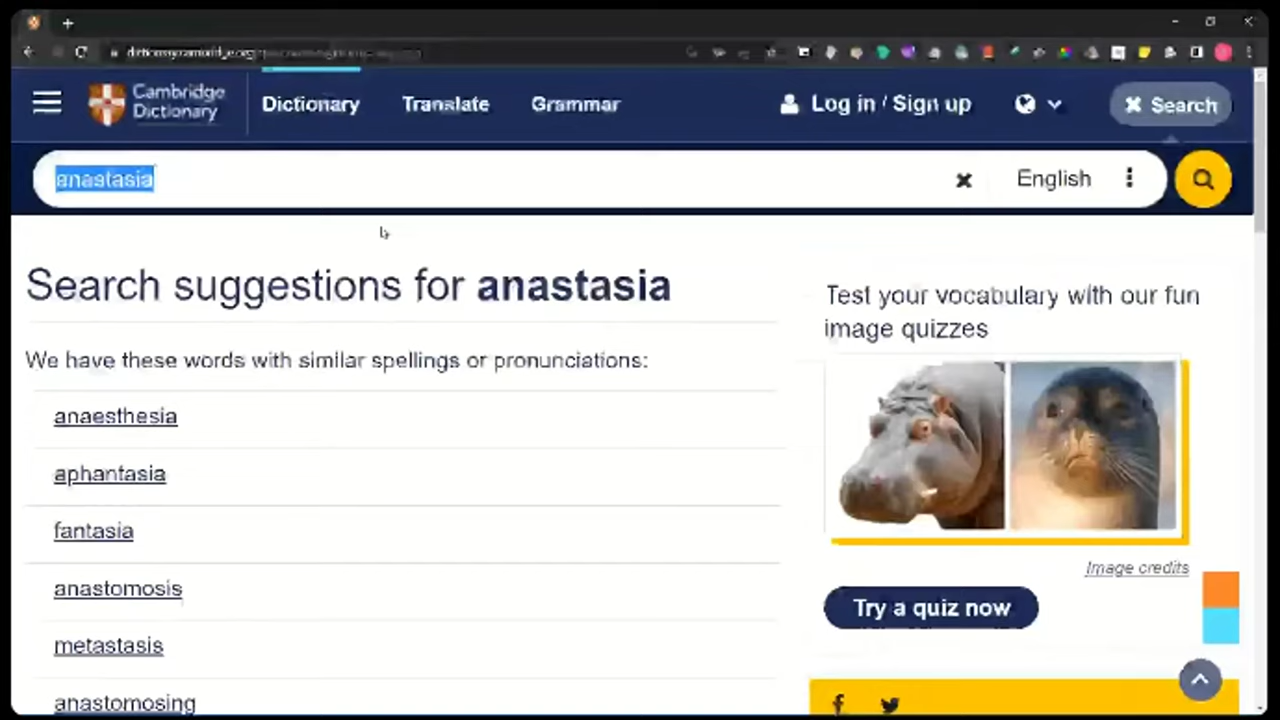 Cambridge
Dictionary
Dictionary
Translate
Grammar
Log in / Sign up
Search
anastasia
English
Search suggestions for anastasia
We have these words with similar spellings or pronunciations:
anaesthesia
aphantasia
fantasia
anastomosis
metastasis
anastomosing
Test your vocabulary with our fun
image quizzes
Image credits
Try a quiz now